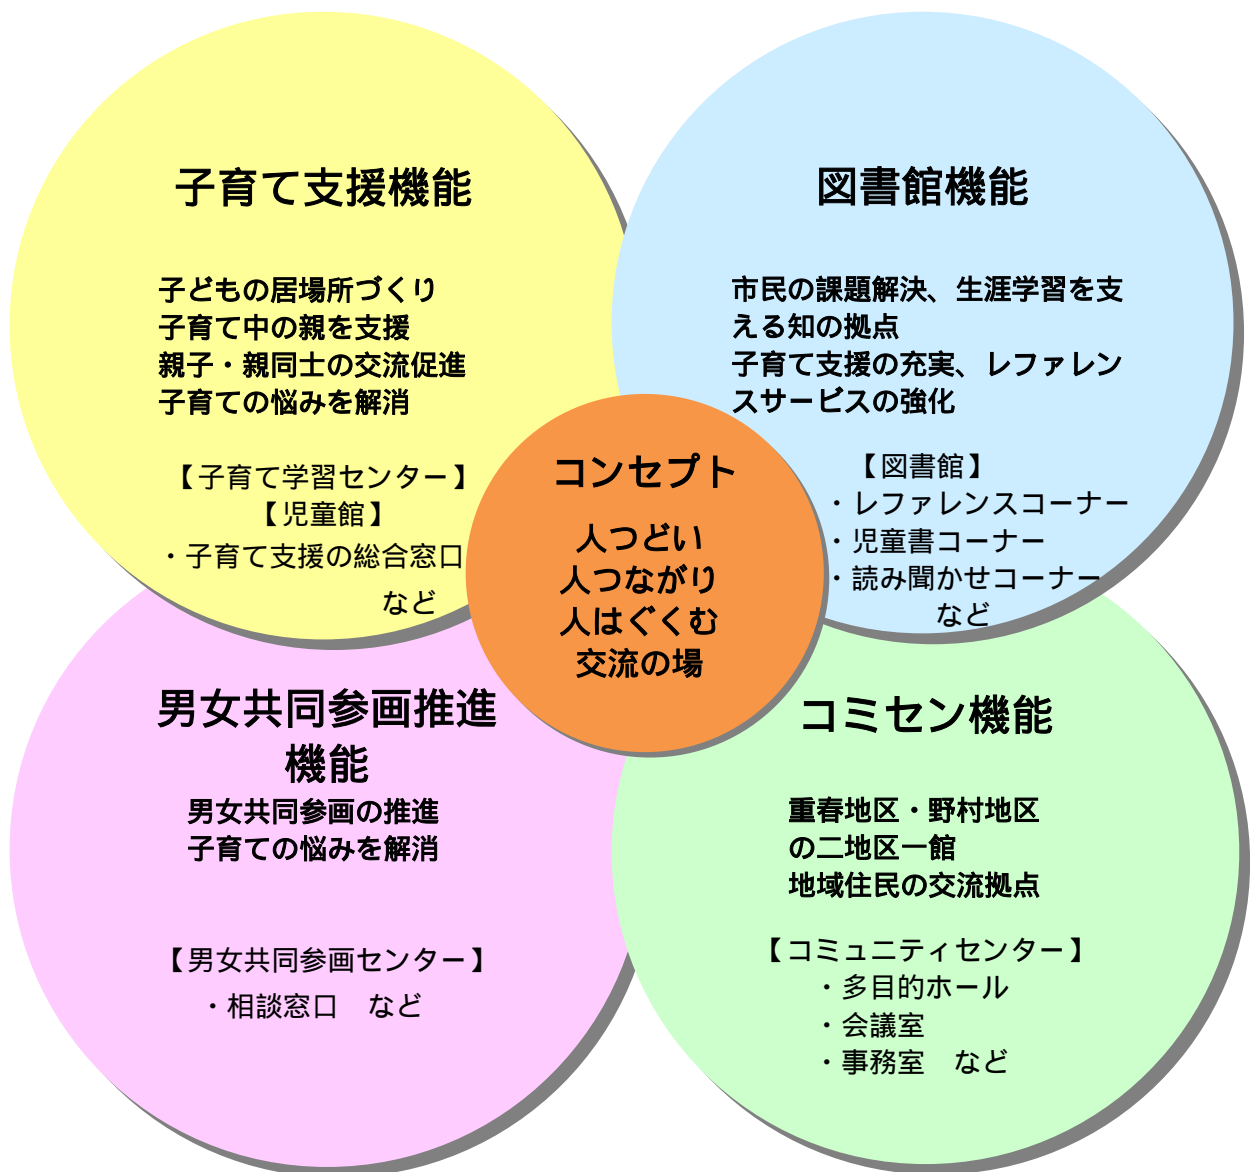 子育て支援機能
子どもの居場所づくり
子育て中の親を支援
親子・親同士の交流促進
子育ての悩みを解消
【子育て学習センター】
【児童館】
・子育て支援の総合窓口
など
図書館機能
市民の課題解決、生涯学習を支
える知の拠点
子育て支援の充実、レファレン
スサービスの強化
【図書館】
・レファレンスコーナー
・児童書コーナー
・読み聞かせコーナー
など
コンセプト
人つどい
人つながり
人はぐくむ
交流の場
男女共同参画推進
機能
男女共同参画の推進
子育ての悩みを解消
【男女共同参画センター】
・相談窓口　など
コミセン機能
重春地区・野村地区
の二地区一館
地域住民の交流拠点
【コミュニティセンター】
・多目的ホール
・会議室
・事務室　など